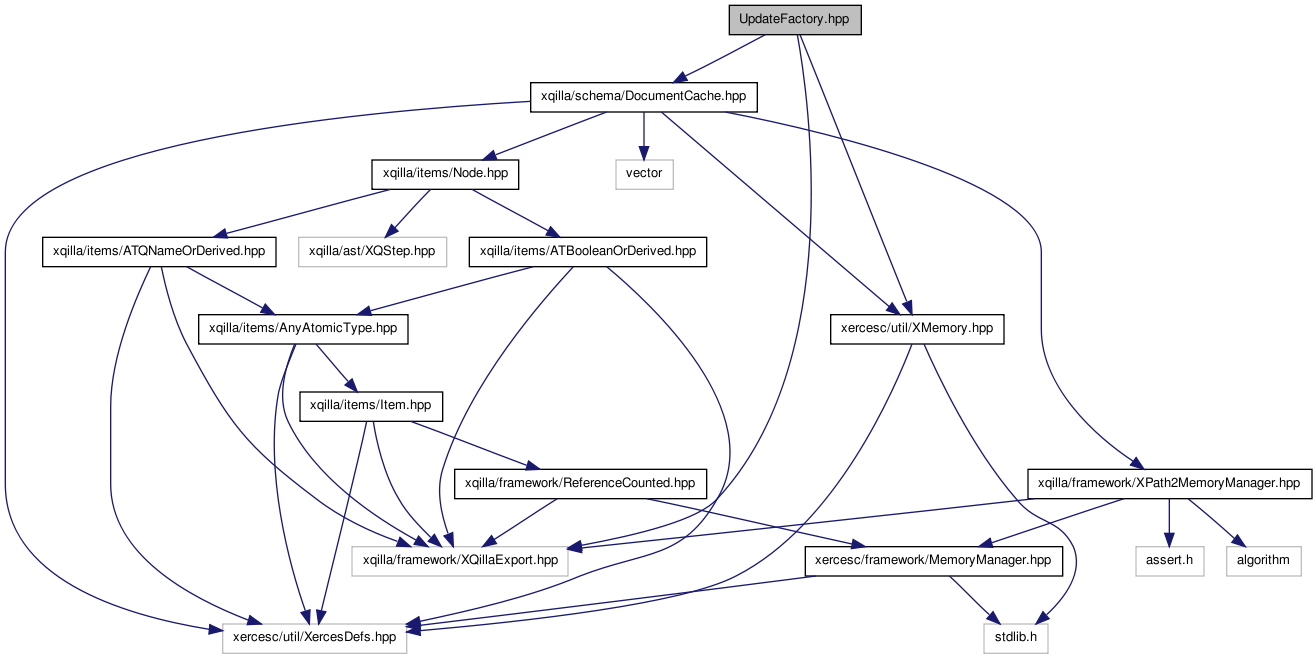 UpdateFactory.hpp
xqilla/schema/DocumentCache.hpp
xqilla/items/Node.hpp
vector
xqilla/items/ATQNameOrDerived.hpp
xqilla/ast/XQStep.hpp
xqilla/items/ATBooleanOrDerived.hpp
xqilla/items/AnyAtomicType.hpp
xercesc/util/XMemory.hpp
xqilla/items/Item.hpp
xqilla/framework/ReferenceCounted.hpp
xqilla/framework/XPath2MemoryManager.hpp
xqilla/framework/XQillaExport.hpp
xercesc/framework/MemoryManager.hpp
assert.h
algorithm
xercesc/util/XercesDefs.hpp
stdlib.h